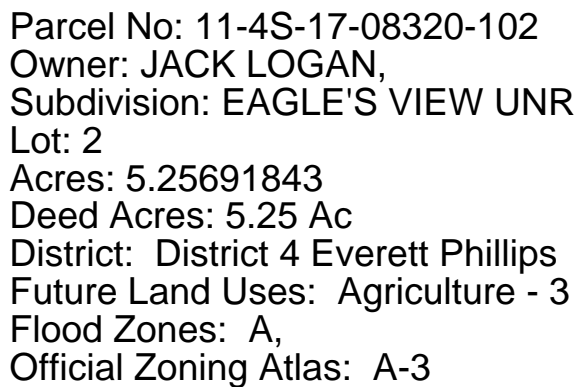 Parcel No: 11-4S-17-08320-102
Owner: JACK LOGAN,
Subdivision: EAGLE'S VIEW UNR
Lot: 2
Acres: 5.25691843
Deed Acres: 5.25 Ac
District:  District 4 Everett Phillips
Future Land Uses:  Agriculture - 3
Flood Zones:  A,
Official Zoning Atlas:  A-3